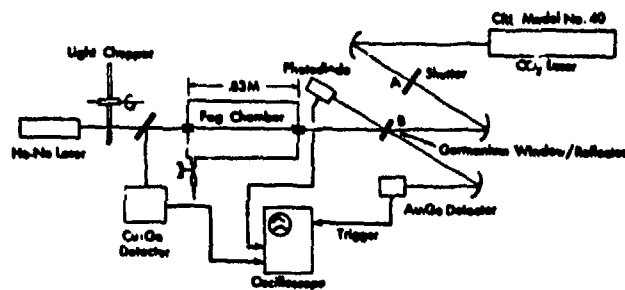 CRL Model No. 40
CO₂ Laser
Light Chopper
.83M
Photodiode
A
Shutter
Fog Chamber
B
He-Ne Laser
Germanium Window/Reflector
Cu:Ge
Detector
Au:Ge Detector
Trigger
Oscilloscope